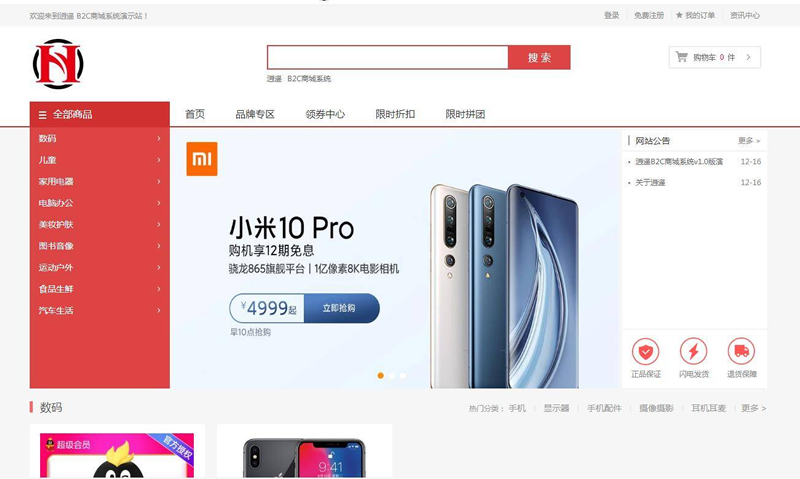 欢迎来到逍遥 B2C商城系统演示站！
登录 免费注册 ★ 我的订单 资讯中心
搜 索
购物车 0 件 >
逍遥 B2C商城系统
全部商品
首页 品牌专区 领券中心 限时折扣 限时拼团
数码 >
儿童 >
家用电器 >
电脑办公 >
美妆护肤 >
图书音像 >
运动户外 >
食品生鲜 >
汽车生活 >
小米10 Pro
购机享12期免息
骁龙865旗舰平台｜1亿像素8K电影相机
¥4999起 立即抢购
早10点抢购
网站公告 更多 >
逍遥B2C商城系统v1.0版演 12-16
关于逍遥 12-16
正品保证 闪电发货 退货保障
数码
热门分类： 手机 显示器 手机配件 摄像摄影 耳机耳麦 更多 >
超级会员
官方授权
9:41